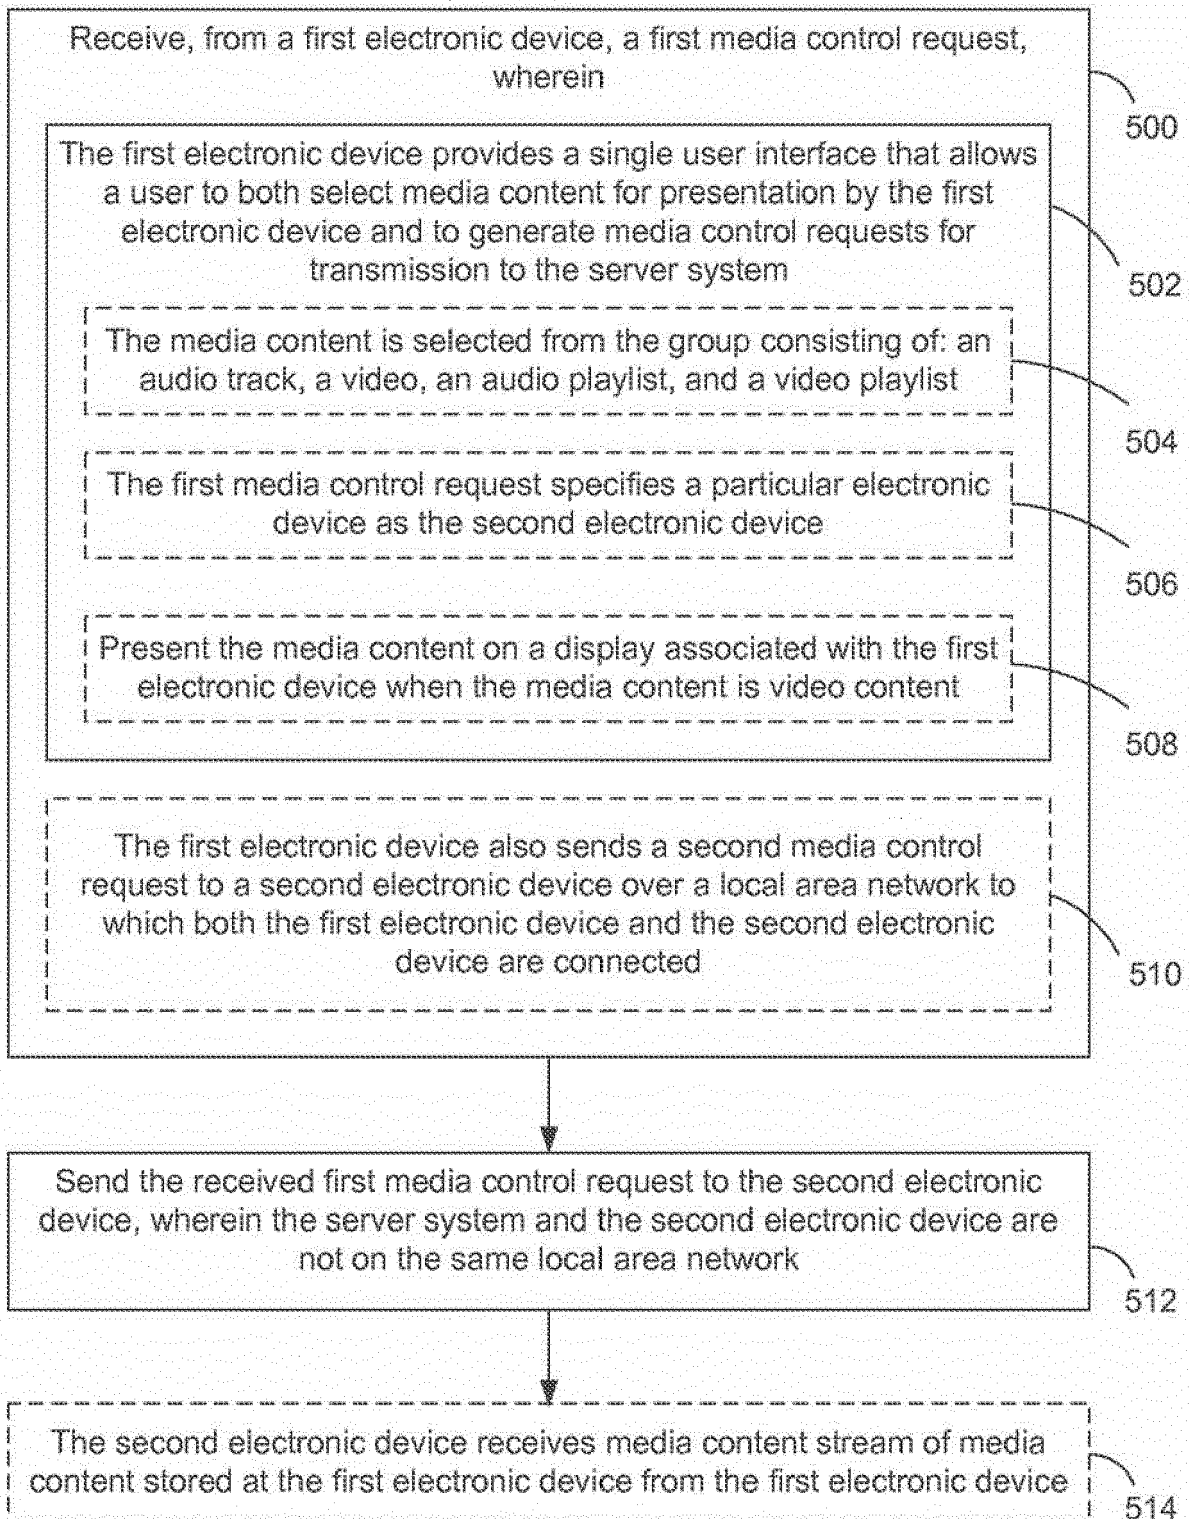 Receive, from a first electronic device, a first media control request,
wherein
500
The first electronic device provides a single user interface that allows
a user to both select media content for presentation by the first
electronic device and to generate media control requests for
transmission to the server system
502
The media content is selected from the group consisting of: an
audio track, a video, an audio playlist, and a video playlist
504
The first media control request specifies a particular electronic
device as the second electronic device
506
Present the media content on a display associated with the first
electronic device when the media content is video content
508
The first electronic device also sends a second media control
request to a second electronic device over a local area network to
which both the first electronic device and the second electronic
device are connected
510
Send the received first media control request to the second electronic
device, wherein the server system and the second electronic device are
not on the same local area network
512
The second electronic device receives media content stream of media
content stored at the first electronic device from the first electronic device
514